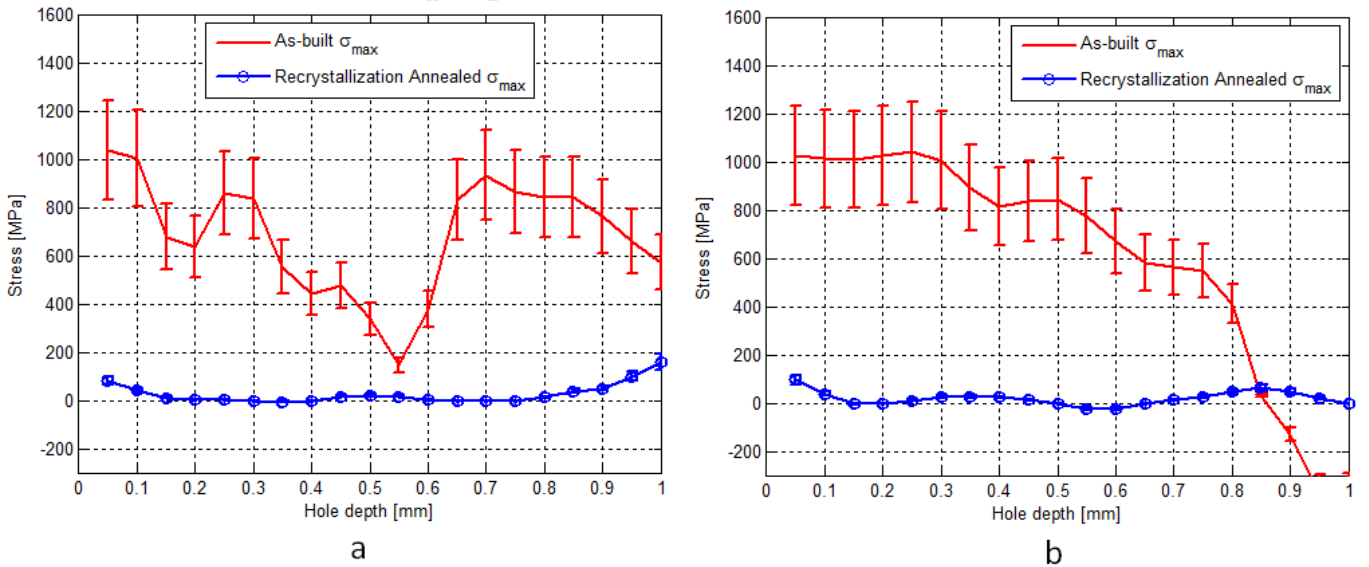 1600
1400
1200
1000
800
600
400
200
0
-200
Stress [MPa]
As-built σmax
Recrystallization Annealed σmax
0 0.1 0.2 0.3 0.4 0.5 0.6 0.7 0.8 0.9 1
Hole depth [mm]
a
1600
1400
1200
1000
800
600
400
200
0
-200
Stress [MPa]
As-built σmax
Recrystallization Annealed σmax
0 0.1 0.2 0.3 0.4 0.5 0.6 0.7 0.8 0.9 1
Hole depth [mm]
b